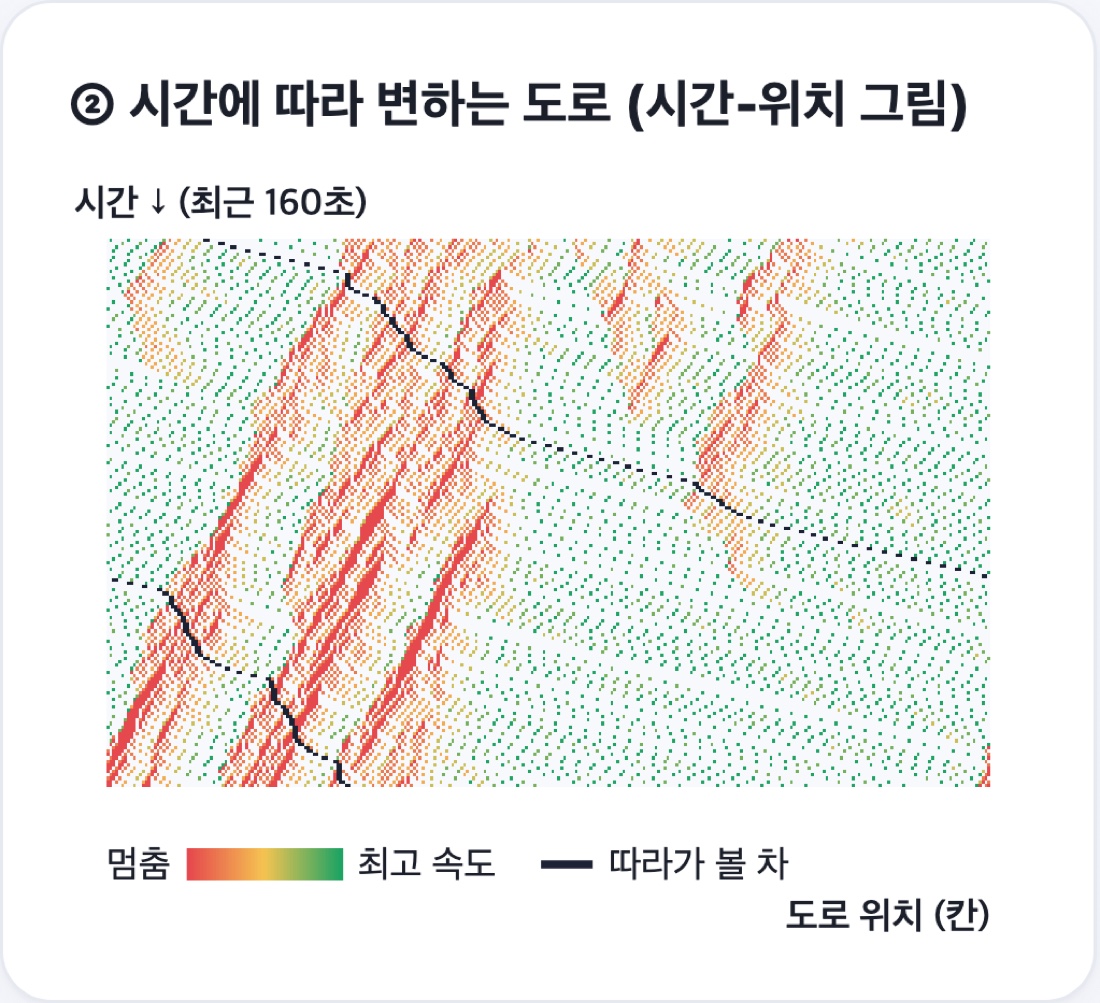 ② 시간에 따라 변하는 도로 (시간-위치 그림)
시간 ↓ (최근 160초)
멈춤 최고 속도 따라가 볼 차
도로 위치 (칸)